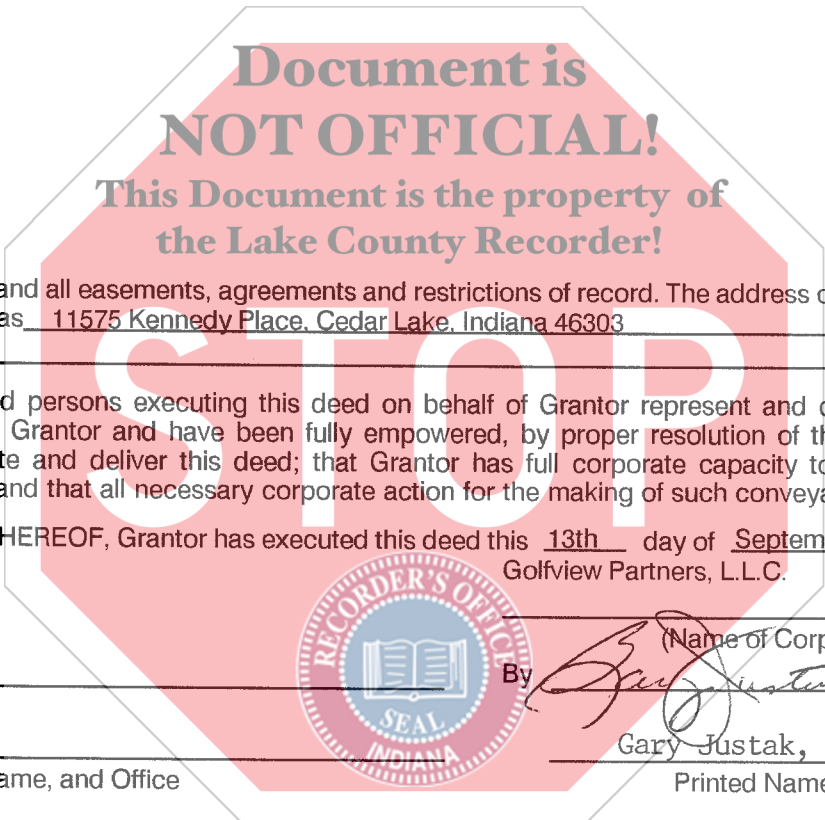 Document is
NOT OFFICIAL!
This Document is the property of
the Lake County Recorder!
and all easements, agreements and restrictions of record. The address
as 11575 Kennedy Place, Cedar Lake, Indiana 46303
STOP
d persons executing this deed on behalf of Grantor represent and
Grantor and have been fully empowered, by proper resolution of th
te and deliver this deed; that Grantor has full corporate capacity to
and that all necessary corporate action for the making of such conveya
HEREOF, Grantor has executed this deed this 13th day of Septem
Golfview Partners, L.L.C.
(Name of Corp
By
RECORDER'S OFFICE
SEAL
INDIANA
Gary Justak,
ame, and Office
Printed Name